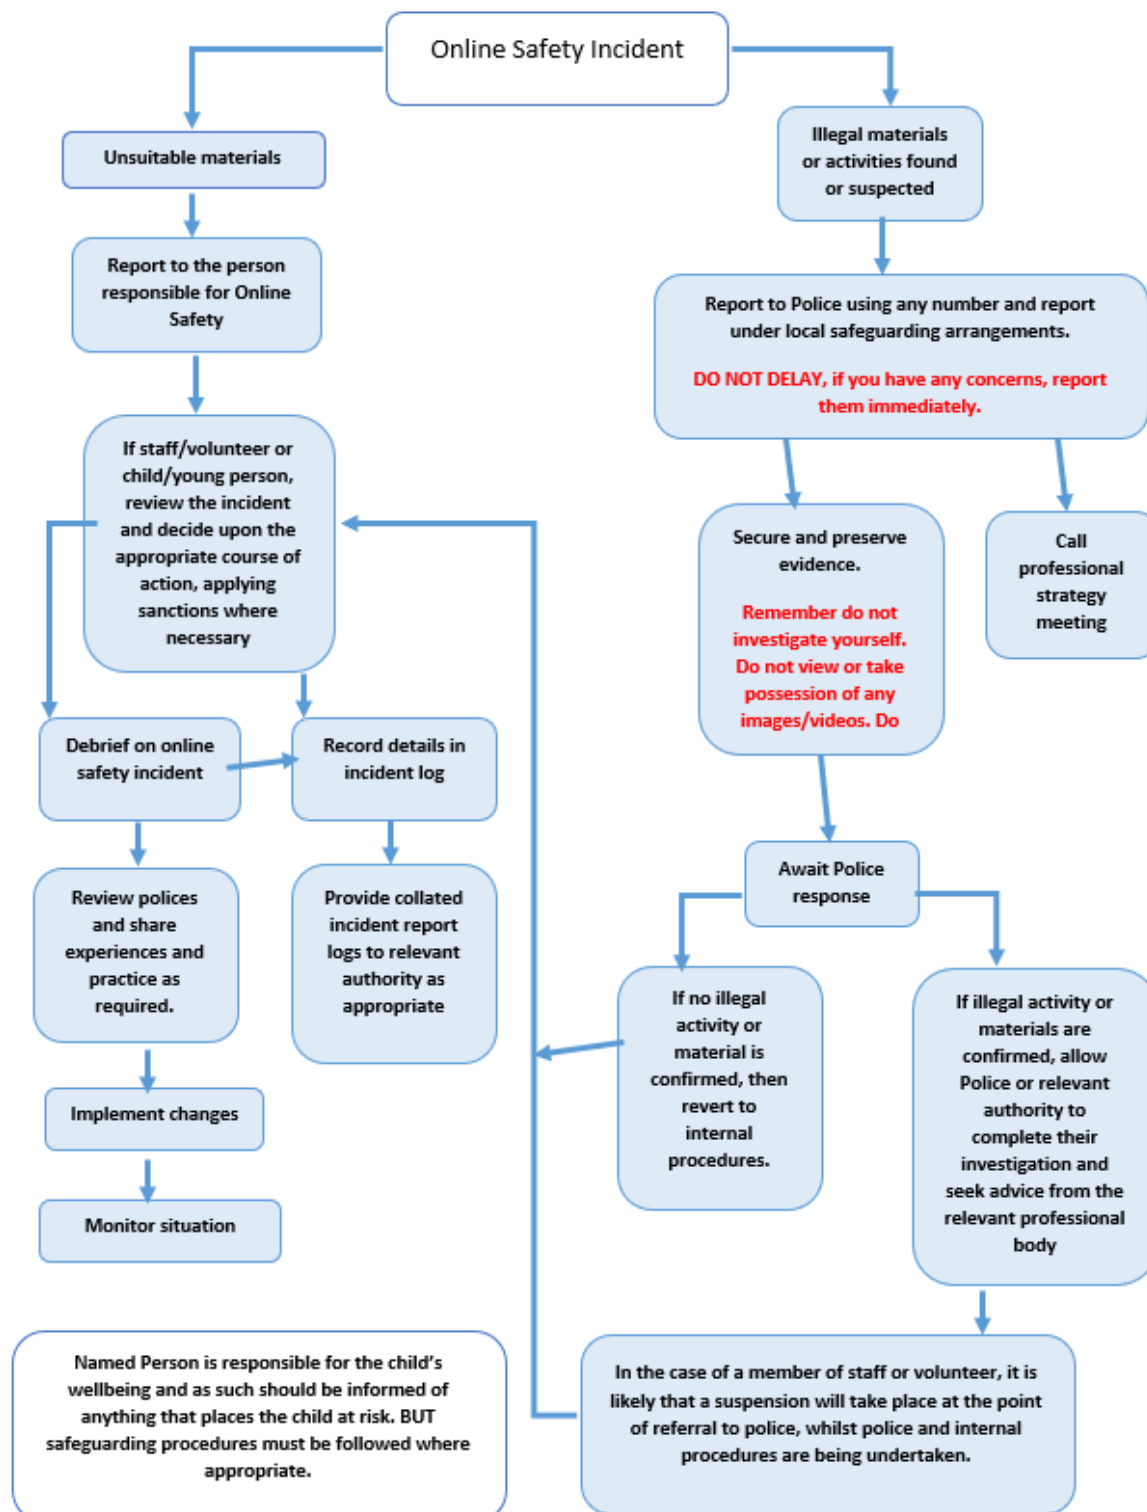 Online Safety Incident
Unsuitable materials
Report to the person
responsible for Online
Safety
If staff/volunteer or
child/young person,
review the incident
and decide upon the
appropriate course of
action, applying
sanctions where
necessary
Debrief on online
safety incident
Record details in
incident log
Review polices
and share
experiences and
practice as
required.
Provide collated
incident report
logs to relevant
authority as
appropriate
Implement changes
Monitor situation
Named Person is responsible for the child’s
wellbeing and as such should be informed of
anything that places the child at risk. BUT
safeguarding procedures must be followed where
appropriate.
Illegal materials
or activities found
or suspected
Report to Police using any number and report
under local safeguarding arrangements.
DO NOT DELAY, if you have any concerns, report
them immediately.
Secure and preserve
evidence.
Remember do not
investigate yourself.
Do not view or take
possession of any
images/videos. Do
Call
professional
strategy
meeting
Await Police
response
If no illegal
activity or
material is
confirmed, then
revert to
internal
procedures.
If illegal activity or
materials are
confirmed, allow
Police or relevant
authority to
complete their
investigation and
seek advice from the
relevant professional
body
In the case of a member of staff or volunteer, it is
likely that a suspension will take place at the point
of referral to police, whilst police and internal
procedures are being undertaken.